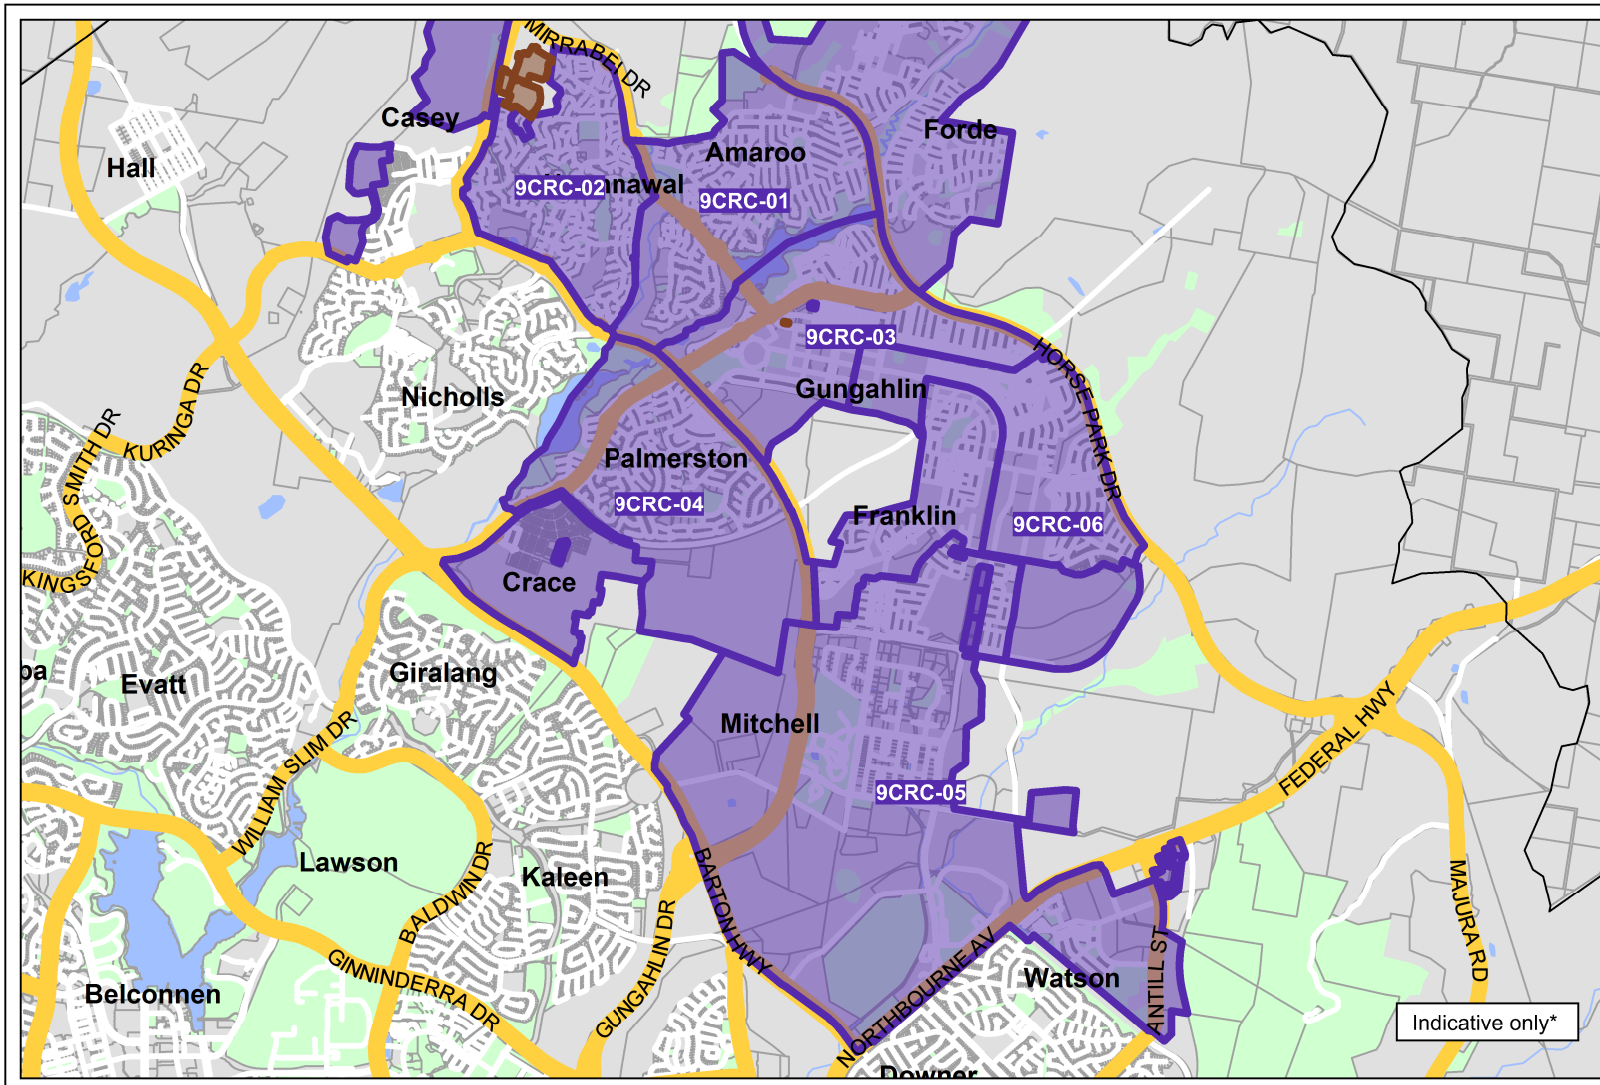 MIRRABEI DR
Casey
Forde
Hall
Amaroo
9CRC-02
nnawal
9CRC-01
9CRC-03
HORSE PARK DR
Gungahlin
Nicholls
KURINGA DR
KINGSFORD SMITH DR
Palmerston
9CRC-04
Franklin
9CRC-06
Crace
Giralang
ba
Evatt
Mitchell
WILLIAM SLIM DR
FEDERAL HWY
9CRC-05
Lawson
BALDWIN DR
Kaleen
BARTON HWY
MAJURA RD
GUNGAHLIN DR
GINNINDERRA DR
NORTHBOURNE AV
Watson
ANTILL ST
Belconnen
Indicative only*
Downer